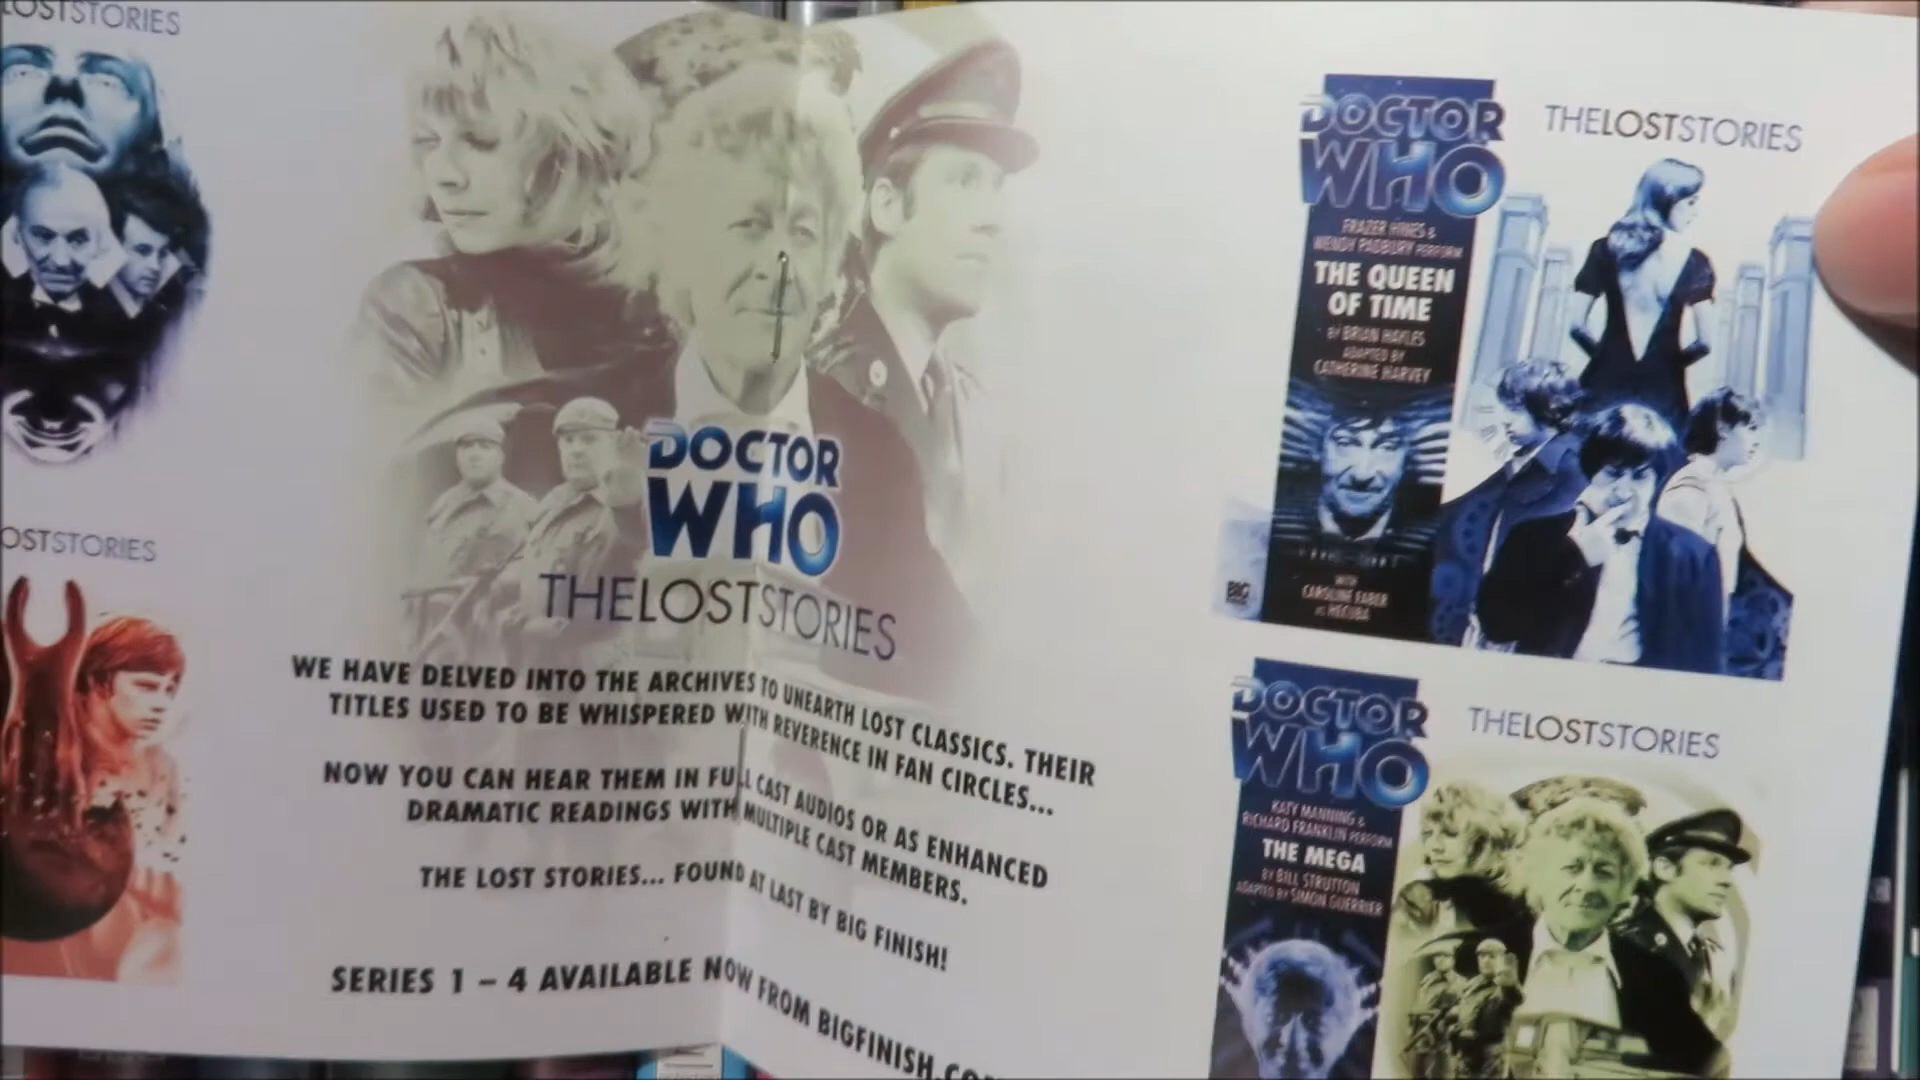 LOSTSTORIES
OSTSTORIES
DOCTOR
WHO
THELOSTSTORIES
WE HAVE DELVED INTO THE ARCHIVES TO UNEARTH LOST CLASSICS. THEIR
TITLES USED TO BE WHISPERED WITH REVERENCE IN FAN CIRCLES...
NOW YOU CAN HEAR THEM IN FULL CAST AUDIOS OR AS ENHANCED
DRAMATIC READINGS WITH MULTIPLE CAST MEMBERS.
THE LOST STORIES... FOUND AT LAST BY BIG FINISH!
SERIES 1 – 4 AVAILABLE NOW FROM BIGFINISH.CO
DOCTOR
WHO
THELOSTSTORIES
FRAZER HINES &
WENDY PADBURY PERFORM
THE QUEEN
OF TIME
BY BRIAN HAYLES
ADAPTED BY
CATHERINE HARVEY
WITH
CAROLINE FABER
AS HECUBA
BIG
DOCTOR
WHO
THELOSTSTORIES
KATY MANNING &
RICHARD FRANKLIN PERFORM
THE MEGA
BY BILL STRUTTON
ADAPTED BY SIMON GUERRIER